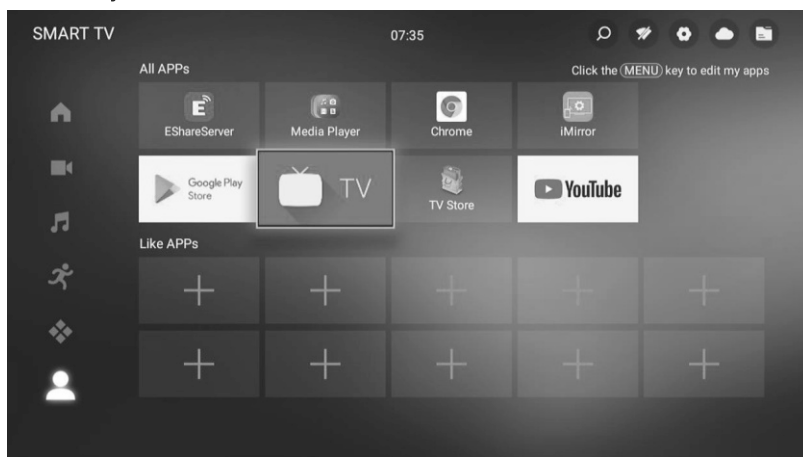 SMART TV
07:35
All APPs
Click the MENU key to edit my apps
EShareServer
Media Player
Chrome
iMirror
Google Play
Store
TV
TV Store
YouTube
Like APPs